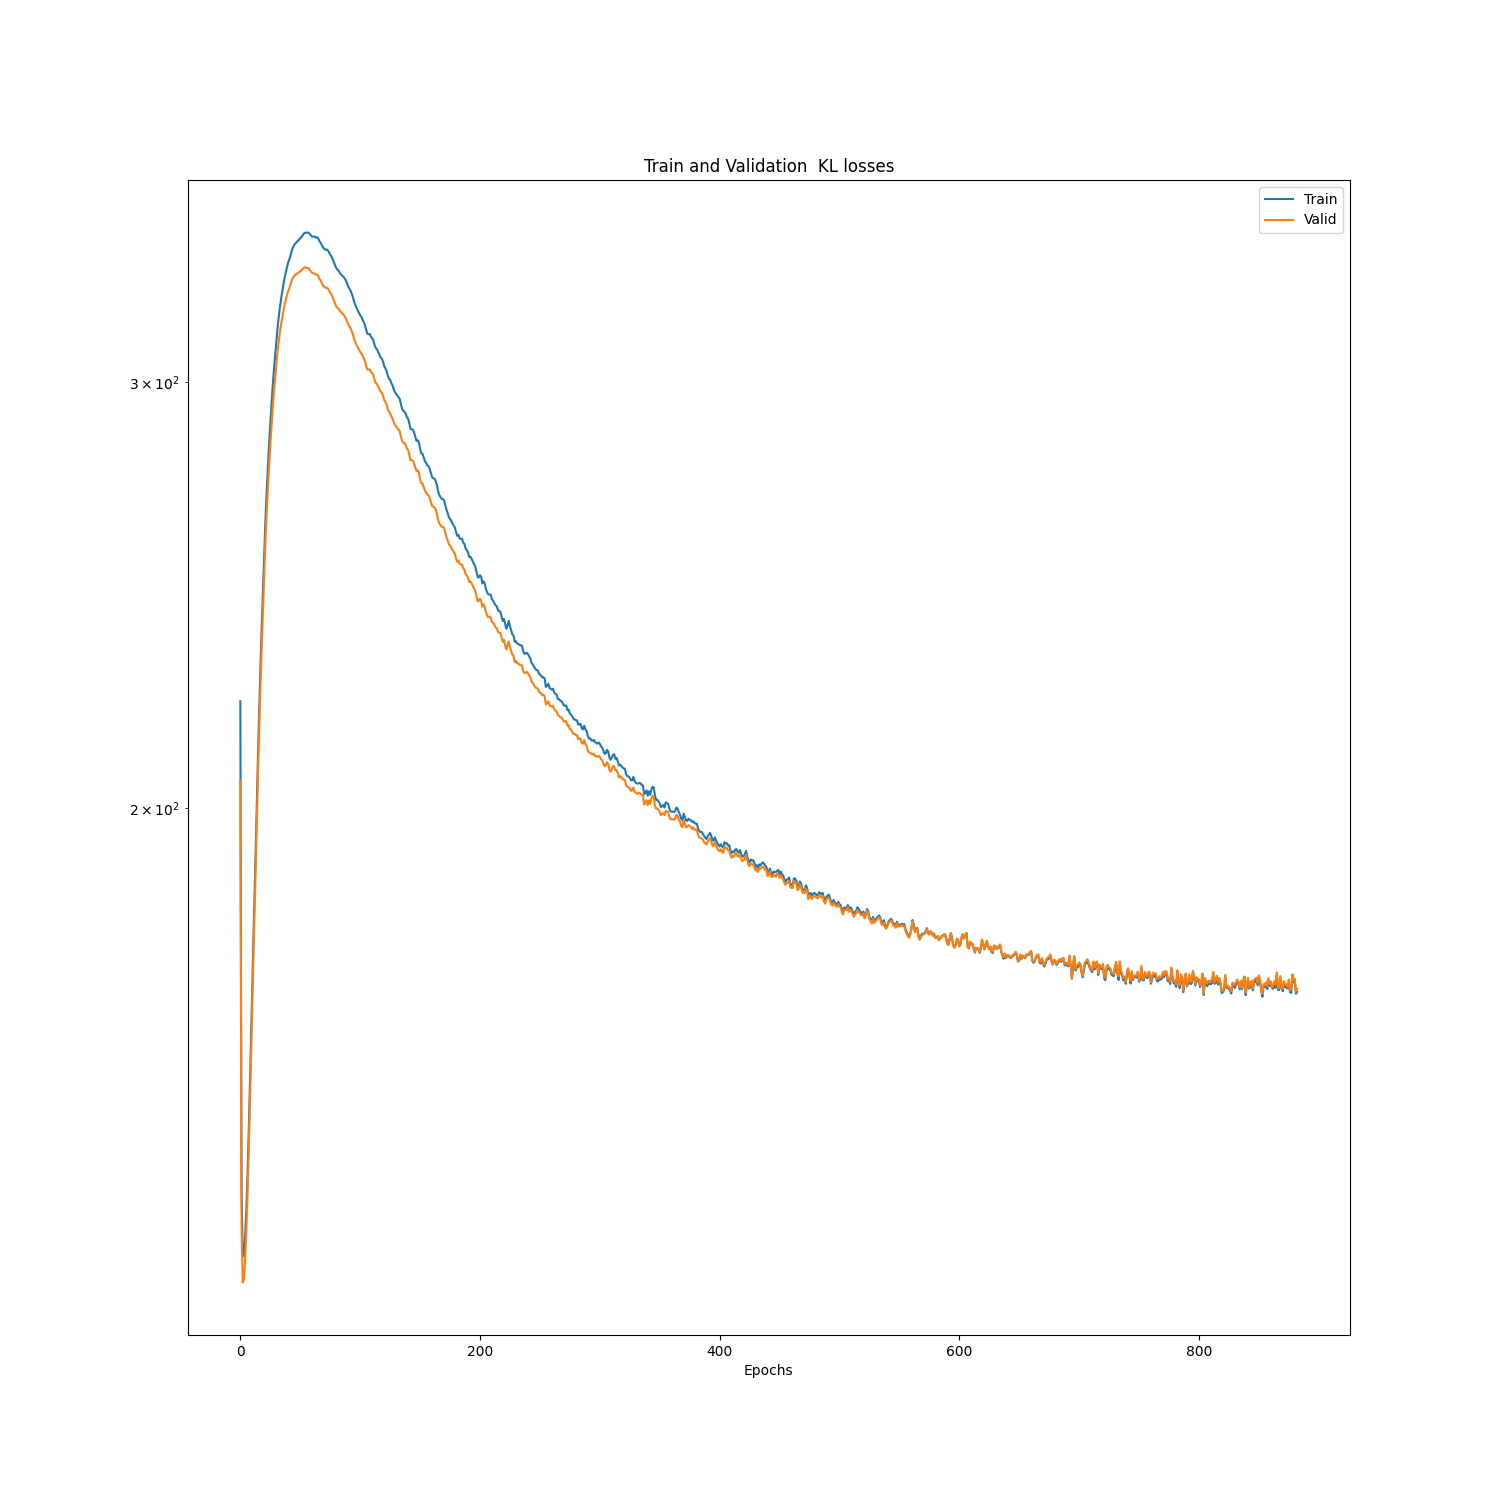 Train and Validation  KL losses
Train
Valid
3 × 10²
2 × 10²
0 200 400 600 800
Epochs